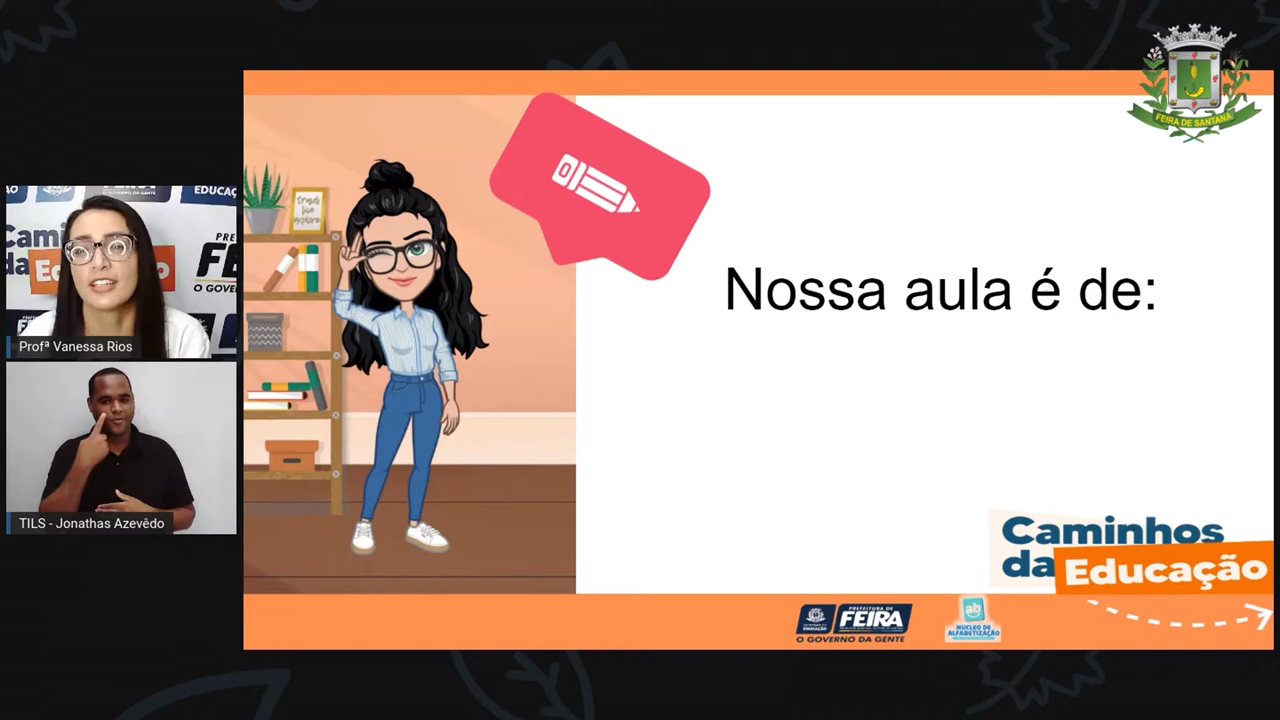 FEIRA DE SANTANA
Nossa aula é de:
Profª Vanessa Rios
TILS - Jonathas Azevêdo
Caminhos
da Educação
PREFEITURA DE
FEIRA
O GOVERNO DA GENTE
ab
NÚCLEO DE
ALFABETIZAÇÃO